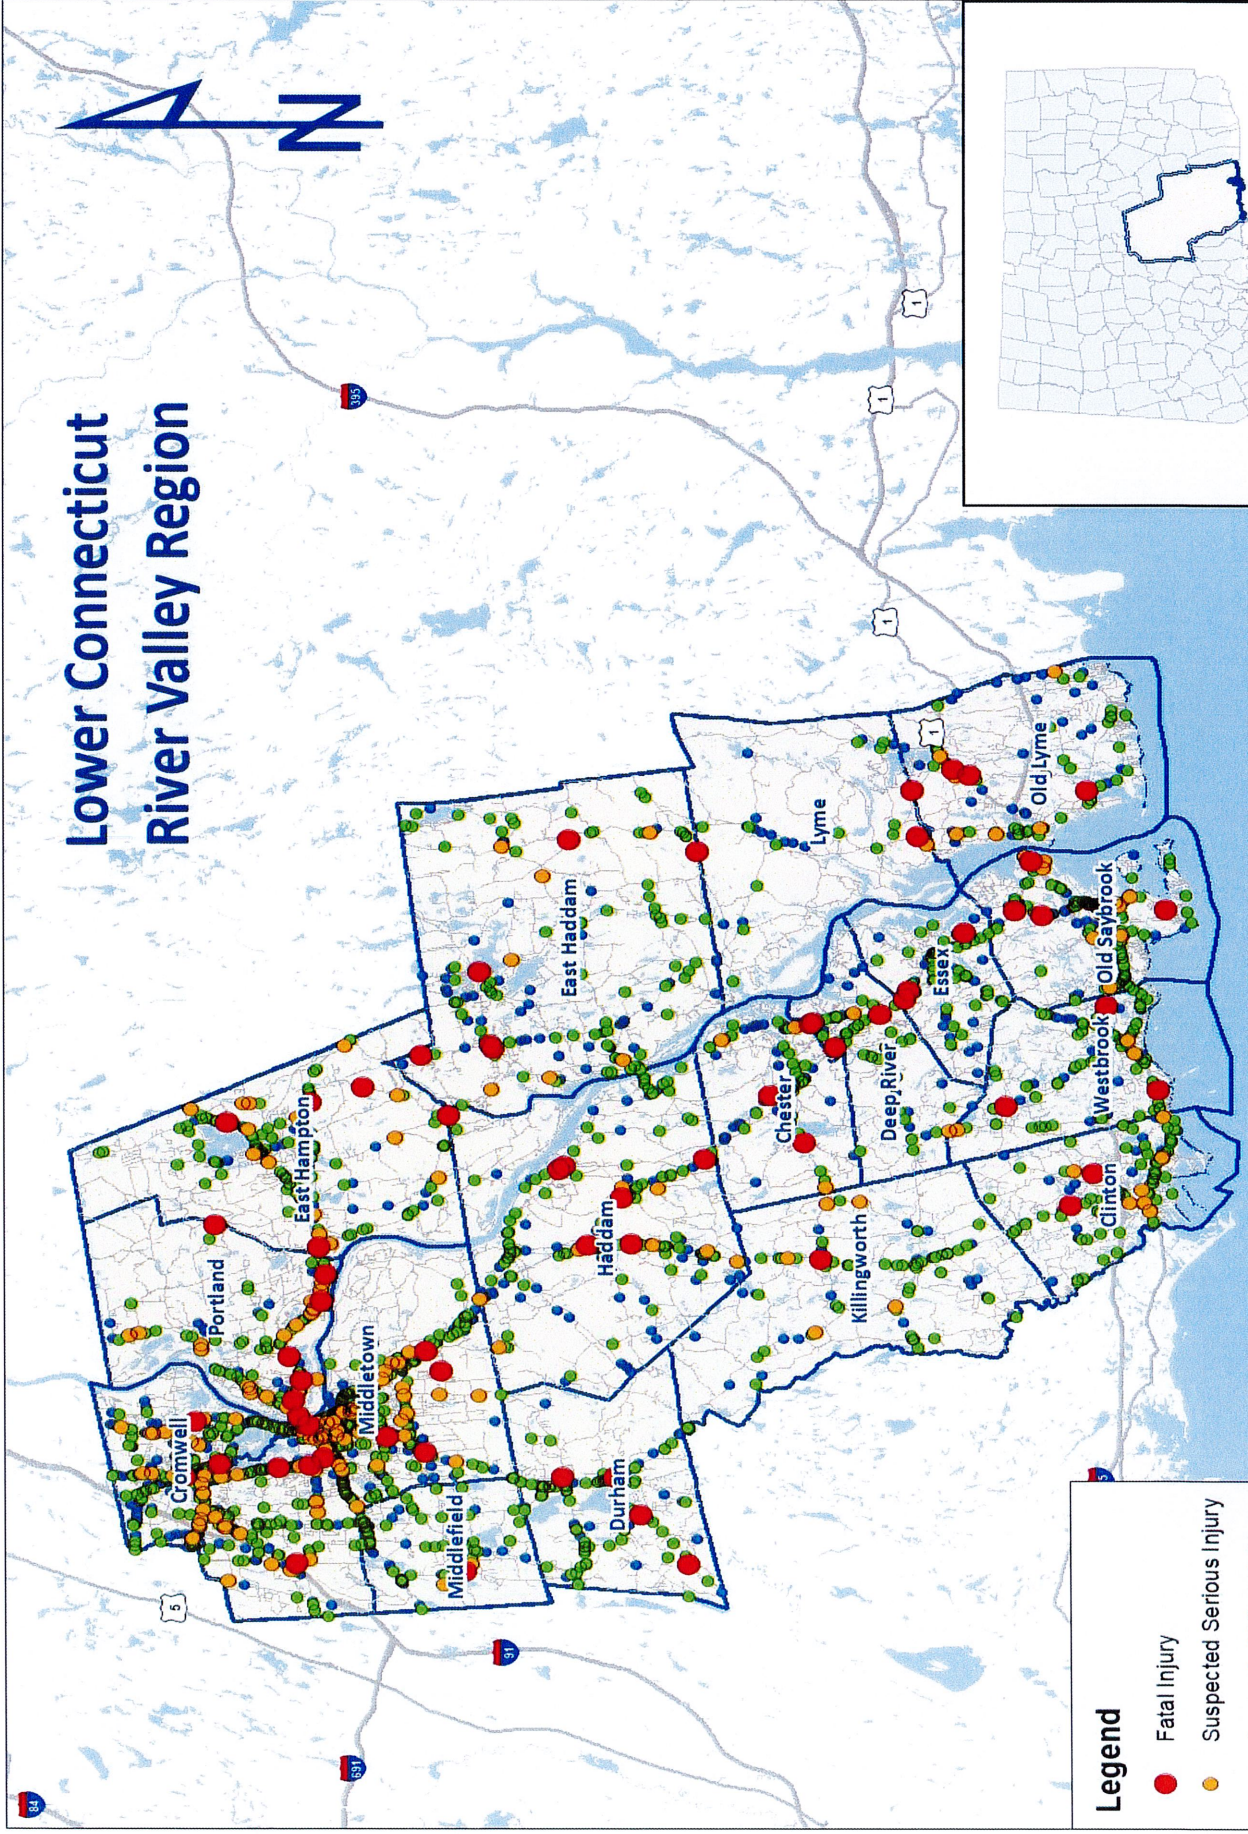 Lower Connecticut
River Valley Region
N
84
691
91
5
395
1
1
1
1
5
Cromwell
Portland
East Hampton
Middletown
Middlefield
Durham
Haddam
East Haddam
Killingworth
Chester
Deep River
Essex
Lyme
Old Lyme
Old Saybrook
Westbrook
Clinton
Legend
Fatal Injury
Suspected Serious Injury